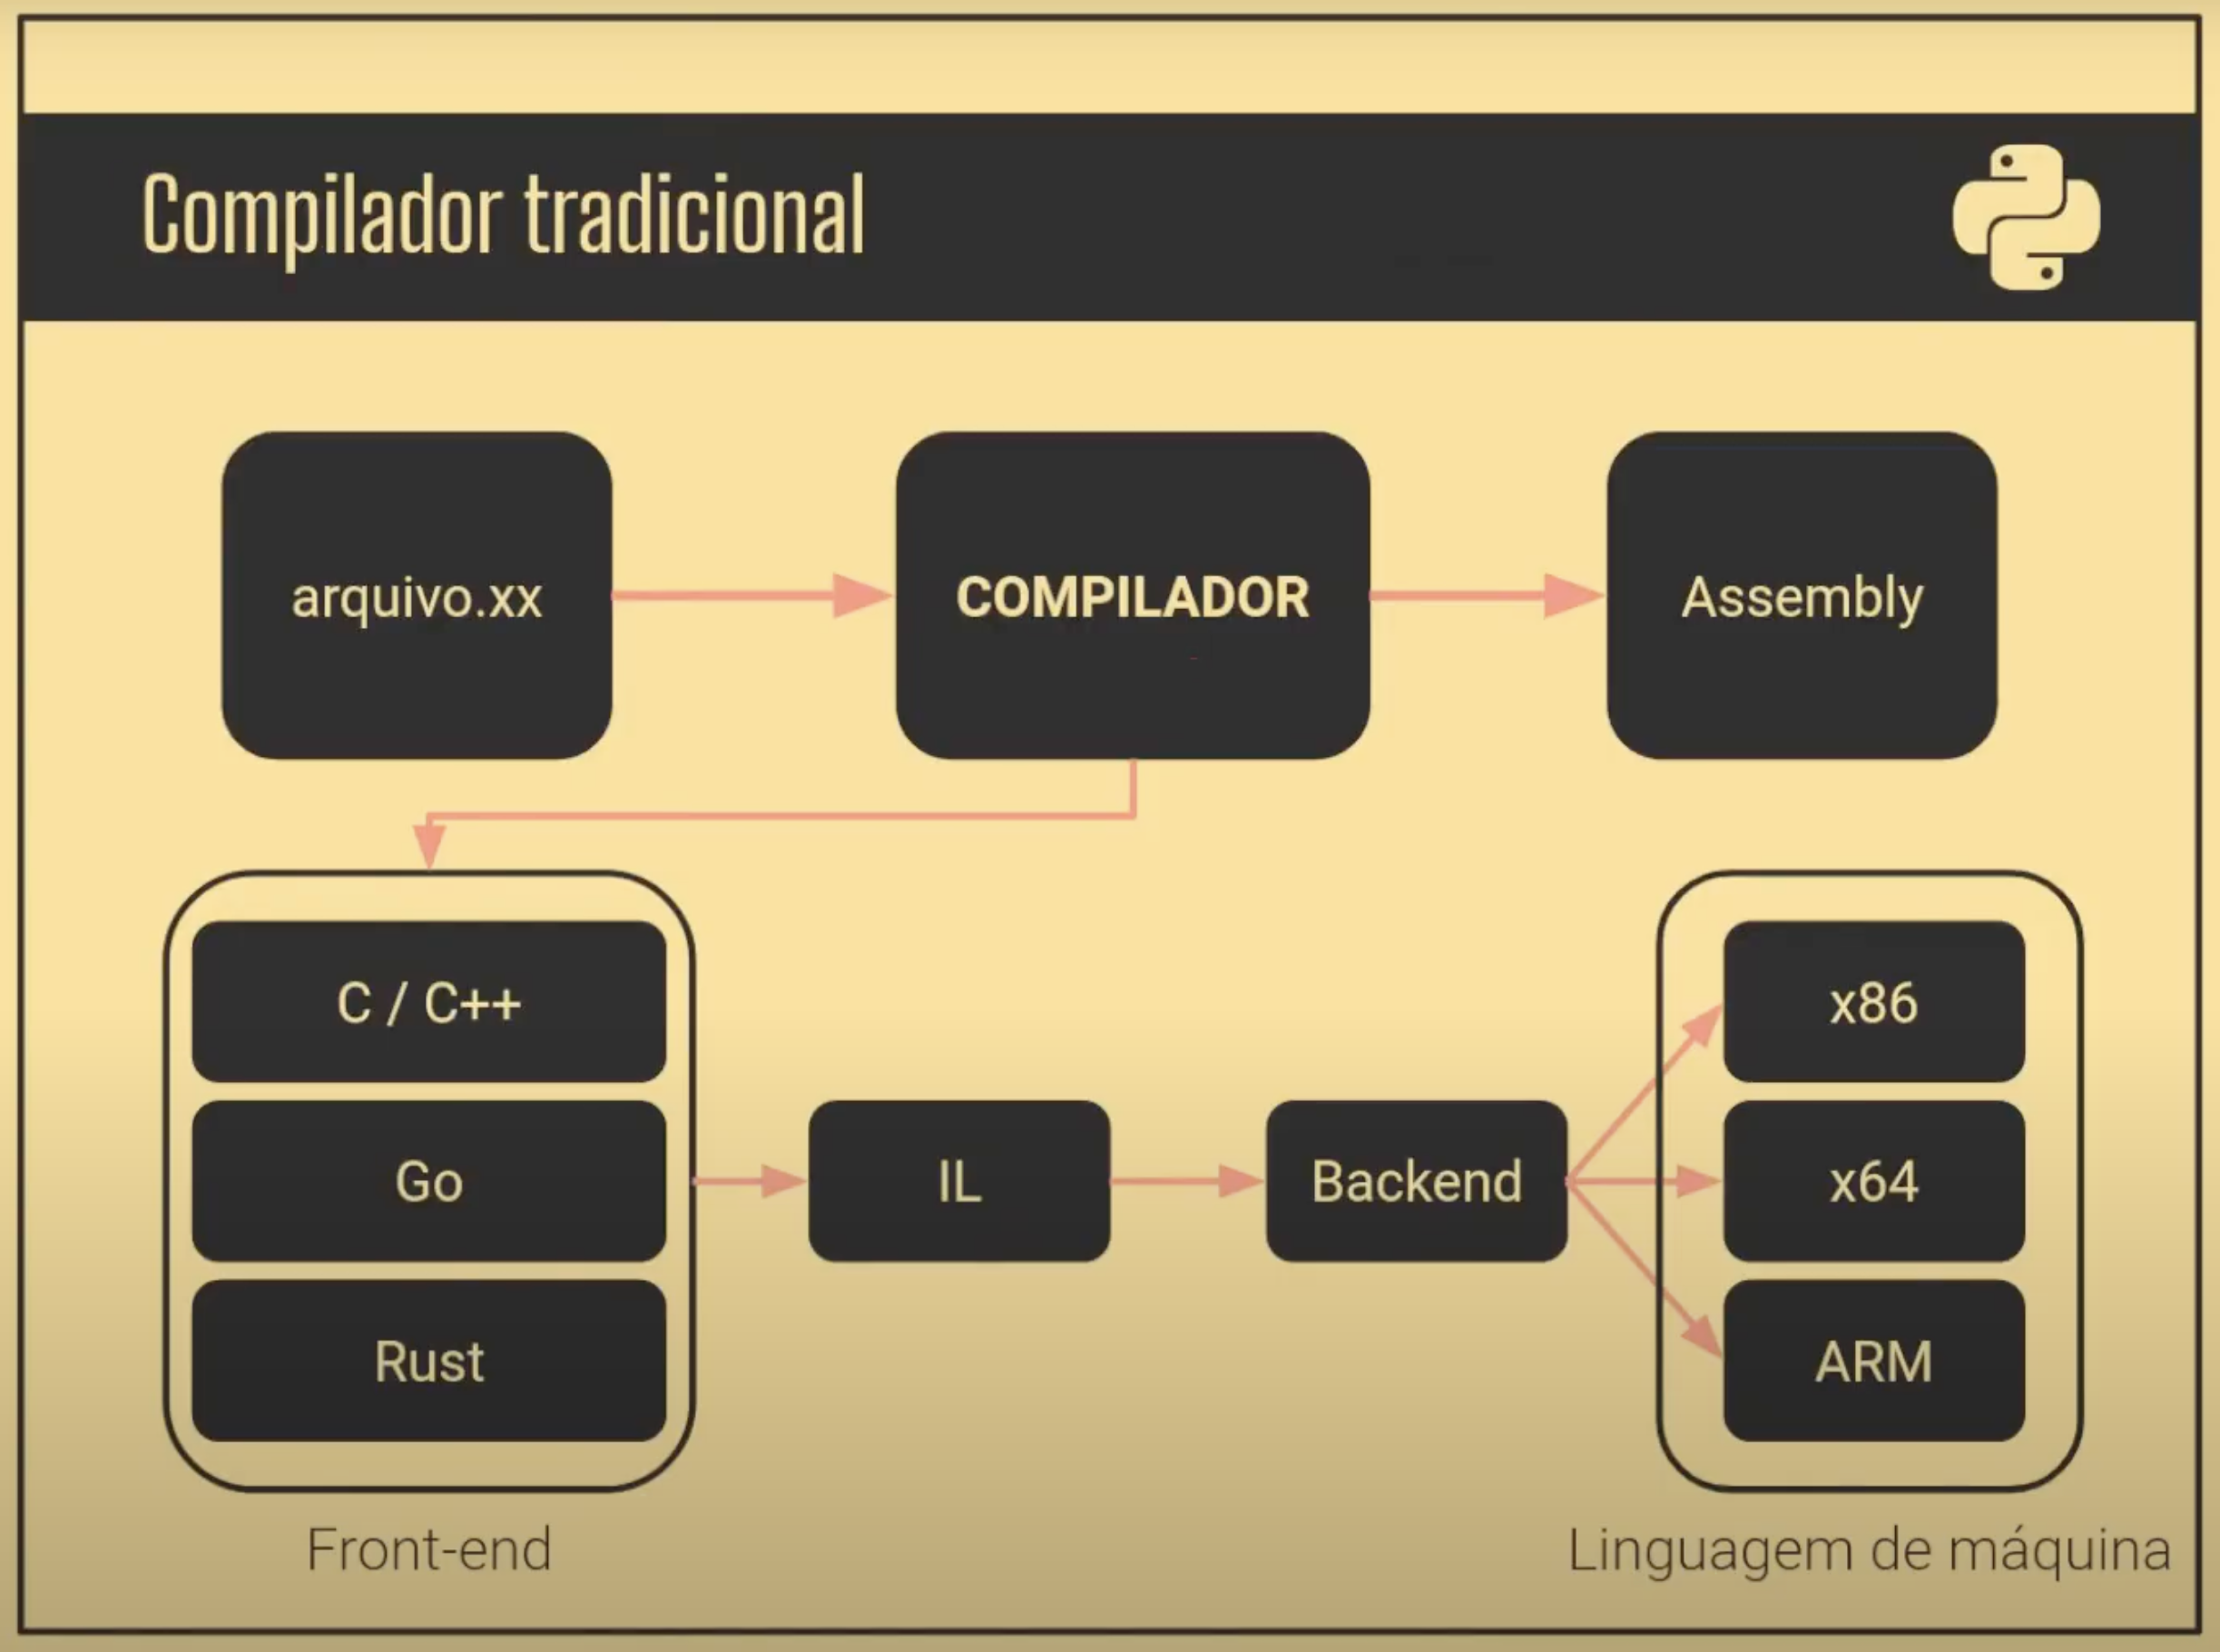 Compilador tradicional
arquivo.xx
COMPILADOR
Assembly
C / C++
Go
Rust
IL
Backend
x86
x64
ARM
Front-end
Linguagem de máquina